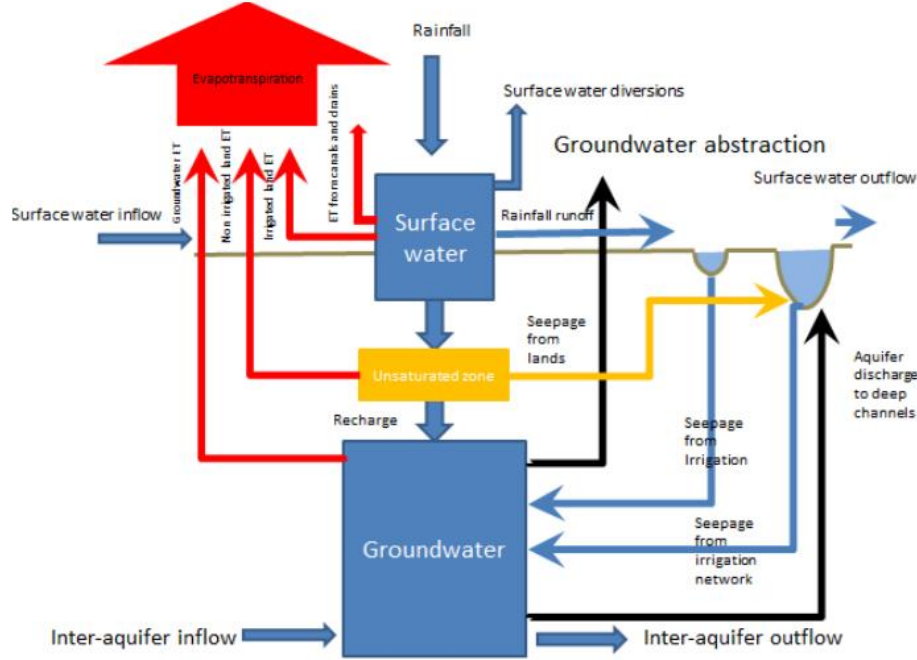 Rainfall
Evapotranspiration
Surface water diversions
Groundwater ET
Non irrigated land ET
Irrigated land ET
ET from canals and drains
Groundwater abstraction
Surface water outflow
Surface water inflow
Surface
water
Rainfall runoff
Seepage
from
lands
Unsaturated zone
Aquifer
discharge
to deep
channels
Recharge
Seepage
from
Irrigation
Groundwater
Seepage
from
irrigation
network
Inter-aquifer inflow
Inter-aquifer outflow